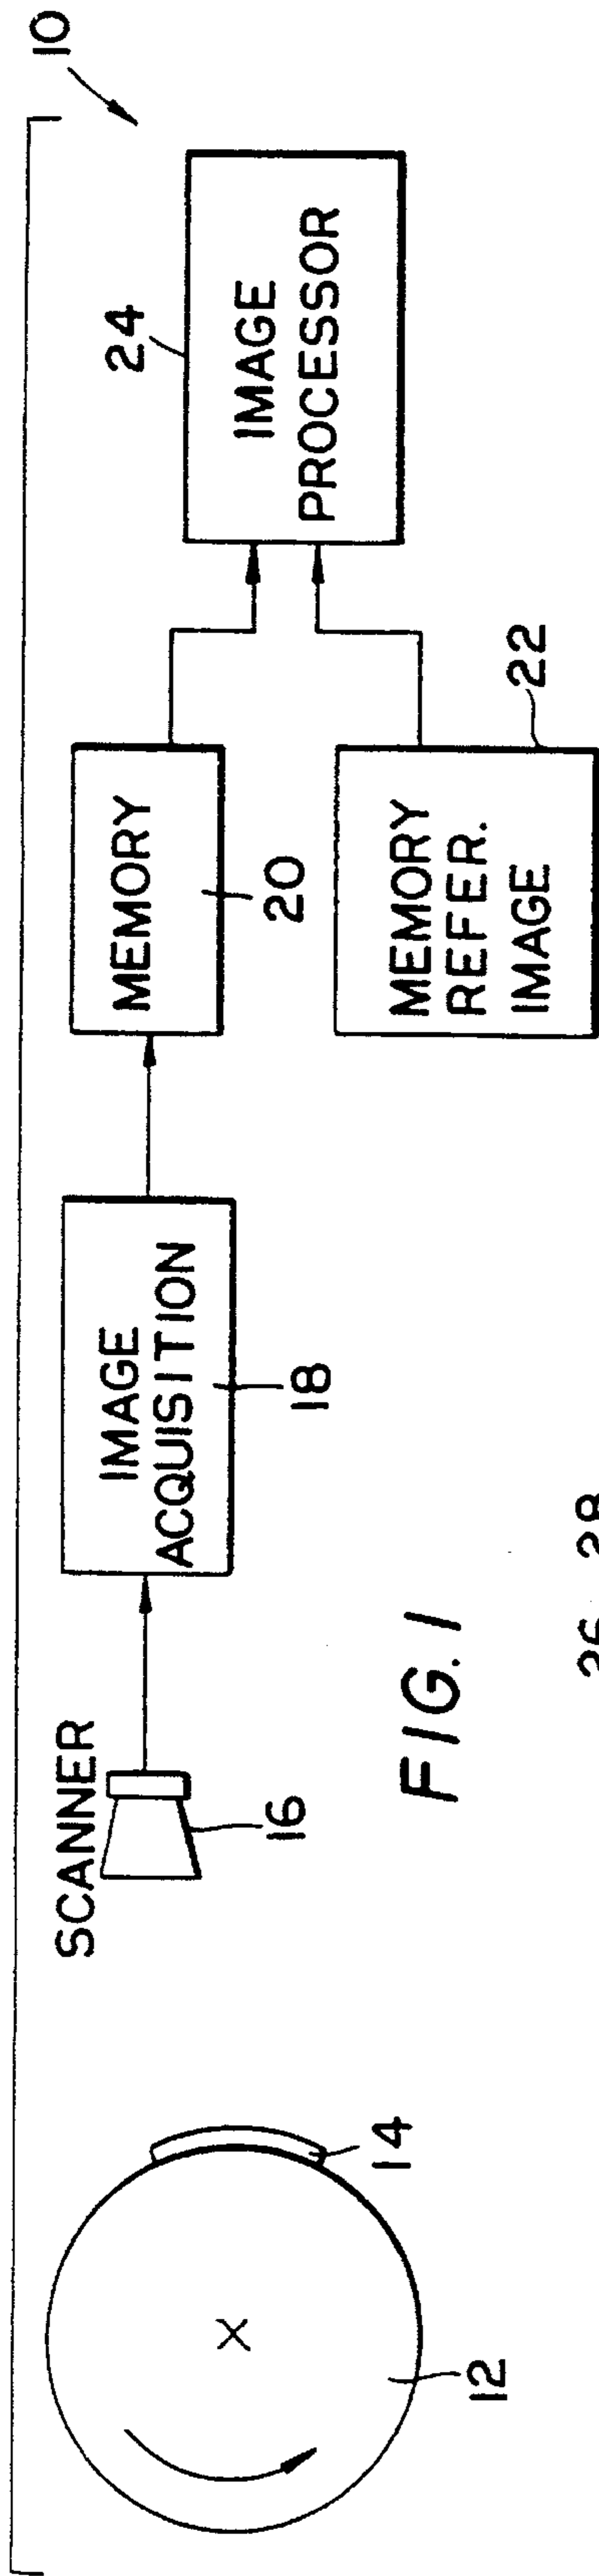 10
SCANNER
16
IMAGE
ACQUISITION
18
MEMORY
20
MEMORY
REFER.
IMAGE
22
24
IMAGE
PROCESSOR
14
12
FIG. 1